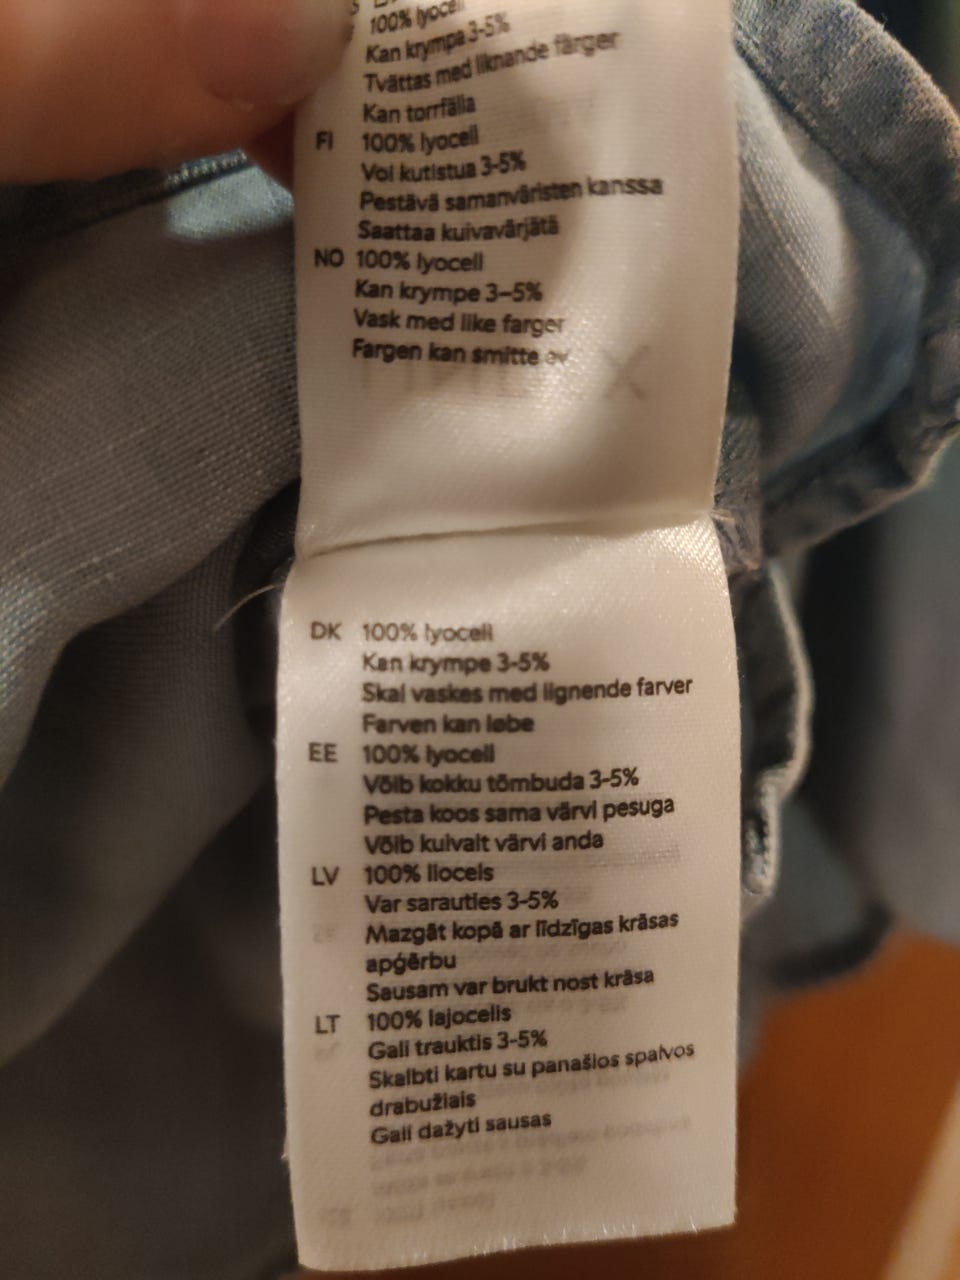 100% lyocell
Kan krympa 3-5%
Tvättas med liknande färger
Kan torrfälla
FI 100% lyocell
Voi kutistua 3-5%
Pestävä samanväristen kanssa
Saattaa kuivavärjätä
NO 100% lyocell
Kan krympe 3-5%
Vask med like farger
Fargen kan smitte av
DK 100% lyocell
Kan krympe 3-5%
Skal vaskes med lignende farver
Farven kan løbe
EE 100% lyocell
Võib kokku tõmbuda 3-5%
Pesta koos sama värvi pesuga
Võib kuivalt värvi anda
LV 100% liocels
Var sarauties 3-5%
Mazgāt kopā ar līdzīgas krāsas
apģērbu
Sausam var brukt nost krāsa
LT 100% lajocelis
Gali trauktis 3-5%
Skalbti kartu su panašios spalvos
drabužiais
Gali dažyti sausas